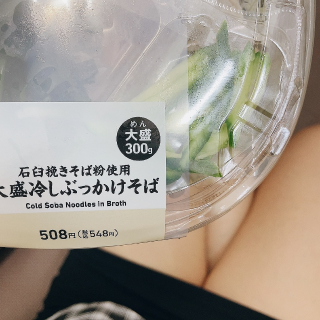 めん
大盛
300g
石臼挽きそば粉使用
大盛冷しぶっかけそば
Cold Soba Noodles in Broth
508円(税込548円)